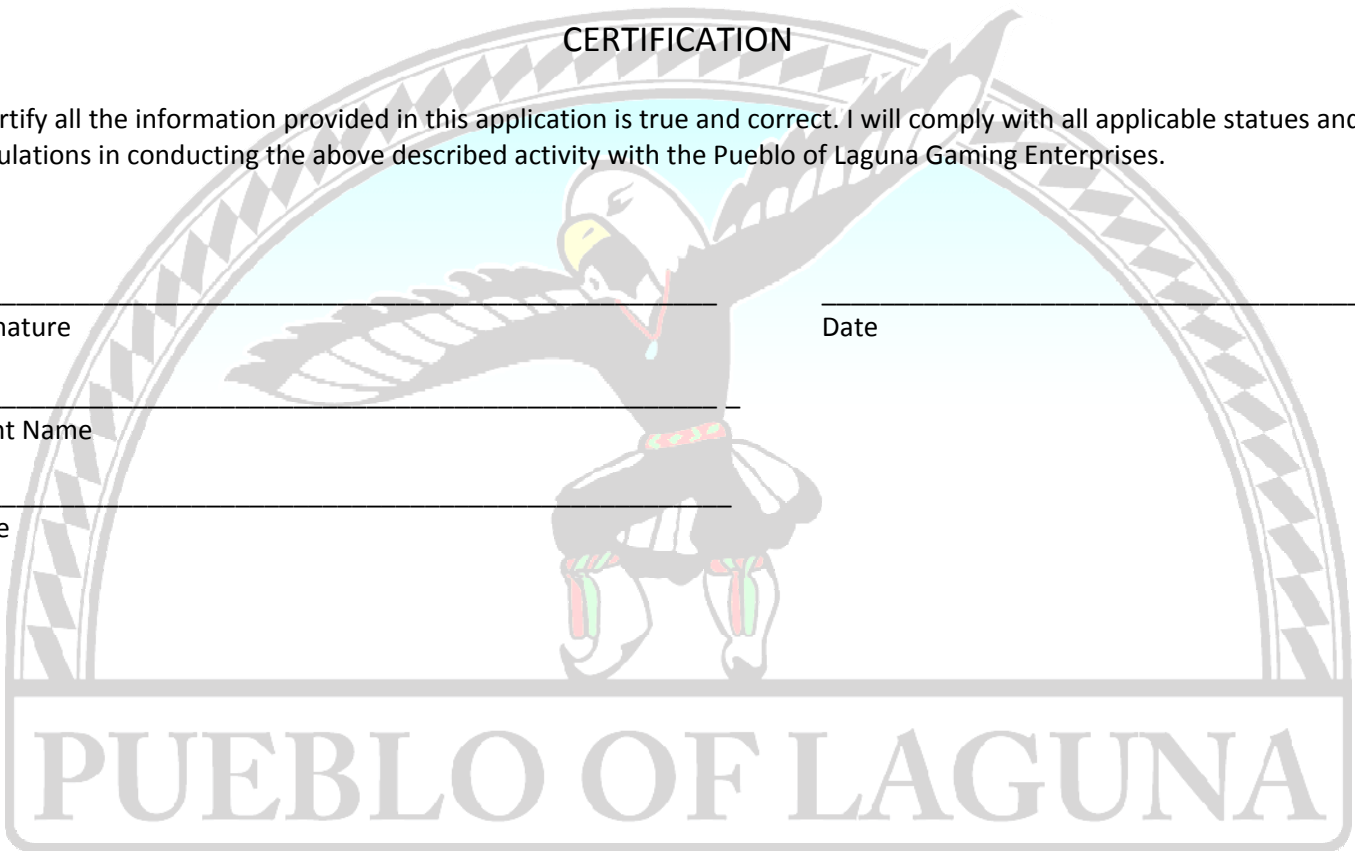 CERTIFICATION
rtify all the information provided in this application is true and correct. I will comply with all applicable statues and
ulations in conducting the above described activity with the Pueblo of Laguna Gaming Enterprises.
nature Date
nt Name
e
PUEBLO OF LAGUNA